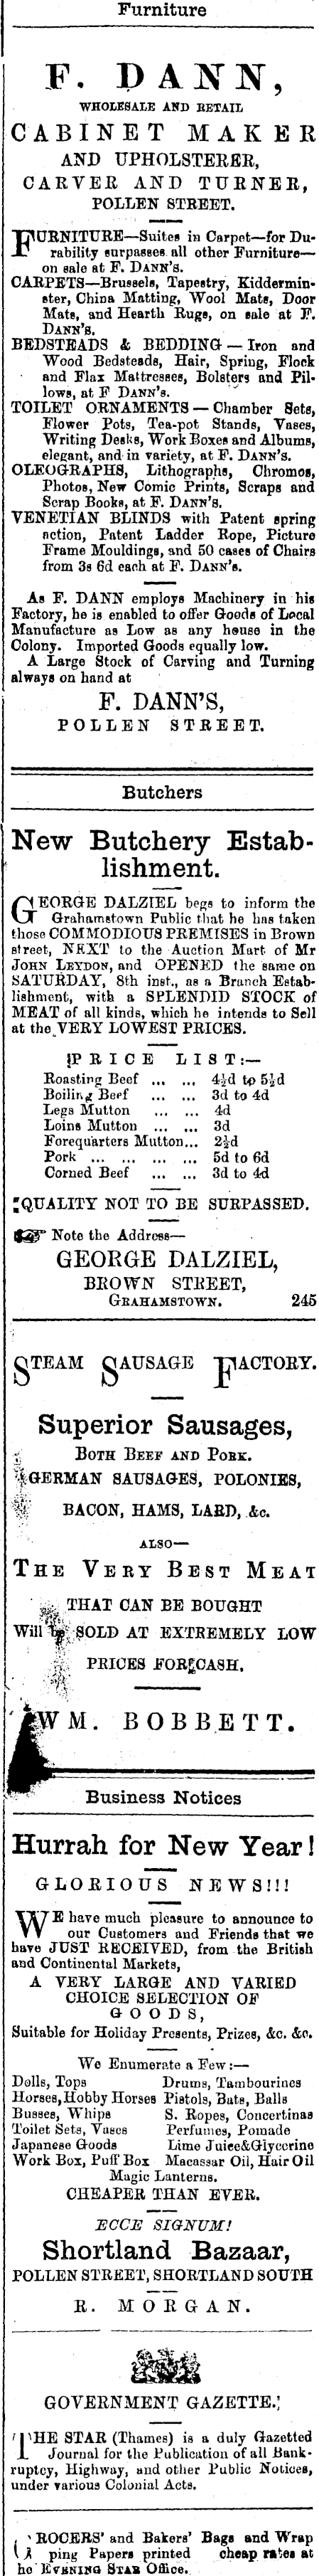 Furniture
F. DANN,
WHOLESALE AND RETAIL
CABINET MAKER
AND UPHOLSTERER,
CARVER AND TURNER,
POLLEN STREET.
FURNITURE—Suites in Carpet—for Du-
rability surpasses all other Furniture—
on sale at F. DANN'S.
CARPETS—Brussels, Tapestry, Kiddermin-
ster, China Matting, Wool Mats, Door
Mats, and Hearth Rugs, on sale at F.
DANN'S.
BEDSTEADS & BEDDING — Iron and
Wood Bedsteads, Hair, Spring, Flock
and Flax Mattresses, Bolsters and Pil-
lows, at F DANN'S.
TOILET ORNAMENTS — Chamber Sets,
Flower Pots, Tea-pot Stands, Vases,
Writing Desks, Work Boxes and Albums,
elegant, and in variety, at F. DANN'S.
OLEOGRAPHS, Lithographs, Chromos,
Photos, New Comic Prints, Scraps and
Scrap Books, at F. DANN'S.
VENETIAN BLINDS with Patent spring
action, Patent Ladder Rope, Picture
Frame Mouldings, and 50 cases of Chairs
from 3s 6d each at F. DANN'S.
As F. DANN employs Machinery in his
Factory, he is enabled to offer Goods of Local
Manufacture as Low as any house in the
Colony. Imported Goods equally low.
A Large Stock of Carving and Turning
always on hand at
F. DANN'S,
POLLEN STREET.
Butchers
New Butchery Estab-
lishment.
GEORGE DALZIEL begs to inform the
Grahamstown Public that he has taken
those COMMODIOUS PREMISES in Brown
street, NEXT to the Auction Mart of Mr
JOHN LEYDON, and OPENED the same on
SATURDAY, 8th inst., as a Branch Estab-
lishment, with a SPLENDID STOCK of
MEAT of all kinds, which he intends to Sell
at the VERY LOWEST PRICES.
PRICE LIST:—
Roasting Beef ... ... 4½d to 5½d
Boiling Beef ... ... 3d to 4d
Legs Mutton ... ... 4d
Loins Mutton ... ... 3d
Forequarters Mutton... 2½d
Pork ... ... ... ... 5d to 6d
Corned Beef ... ... 3d to 4d
QUALITY NOT TO BE SURPASSED.
☞ Note the Address—
GEORGE DALZIEL,
BROWN STREET,
GRAHAMSTOWN. 245
STEAM SAUSAGE FACTORY.
Superior Sausages,
BOTH BEEF AND PORK.
GERMAN SAUSAGES, POLONIES,
BACON, HAMS, LARD, &c.
ALSO—
THE VERY BEST MEAT
THAT CAN BE BOUGHT
Will be SOLD AT EXTREMELY LOW
PRICES FOR CASH.
WM. BOBBETT.
Business Notices
Hurrah for New Year!
GLORIOUS NEWS!!!
WE have much pleasure to announce to
our Customers and Friends that we
have JUST RECEIVED, from the British
and Continental Markets,
A VERY LARGE AND VARIED
CHOICE SELECTION OF
GOODS,
Suitable for Holiday Presents, Prizes, &c. &c.
We Enumerate a Few:—
Dolls, Tops Drums, Tambourines
Horses, Hobby Horses Pistols, Bats, Balls
Busses, Whips S. Ropes, Concertinas
Toilet Sets, Vases Perfumes, Pomade
Japanese Goods Lime Juice&Glycerine
Work Box, Puff Box Macassar Oil, Hair Oil
Magic Lanterns.
CHEAPER THAN EVER.
ECCE SIGNUM!
Shortland Bazaar,
POLLEN STREET, SHORTLAND SOUTH
R. MORGAN.
GOVERNMENT GAZETTE.
THE STAR (Thames) is a duly Gazetted
Journal for the Publication of all Bank-
ruptcy, Highway, and other Public Notices,
under various Colonial Acts.
ROCERS' and Bakers' Bags and Wrap
ping Papers printed cheap rates at
he EVENING STAR Office.